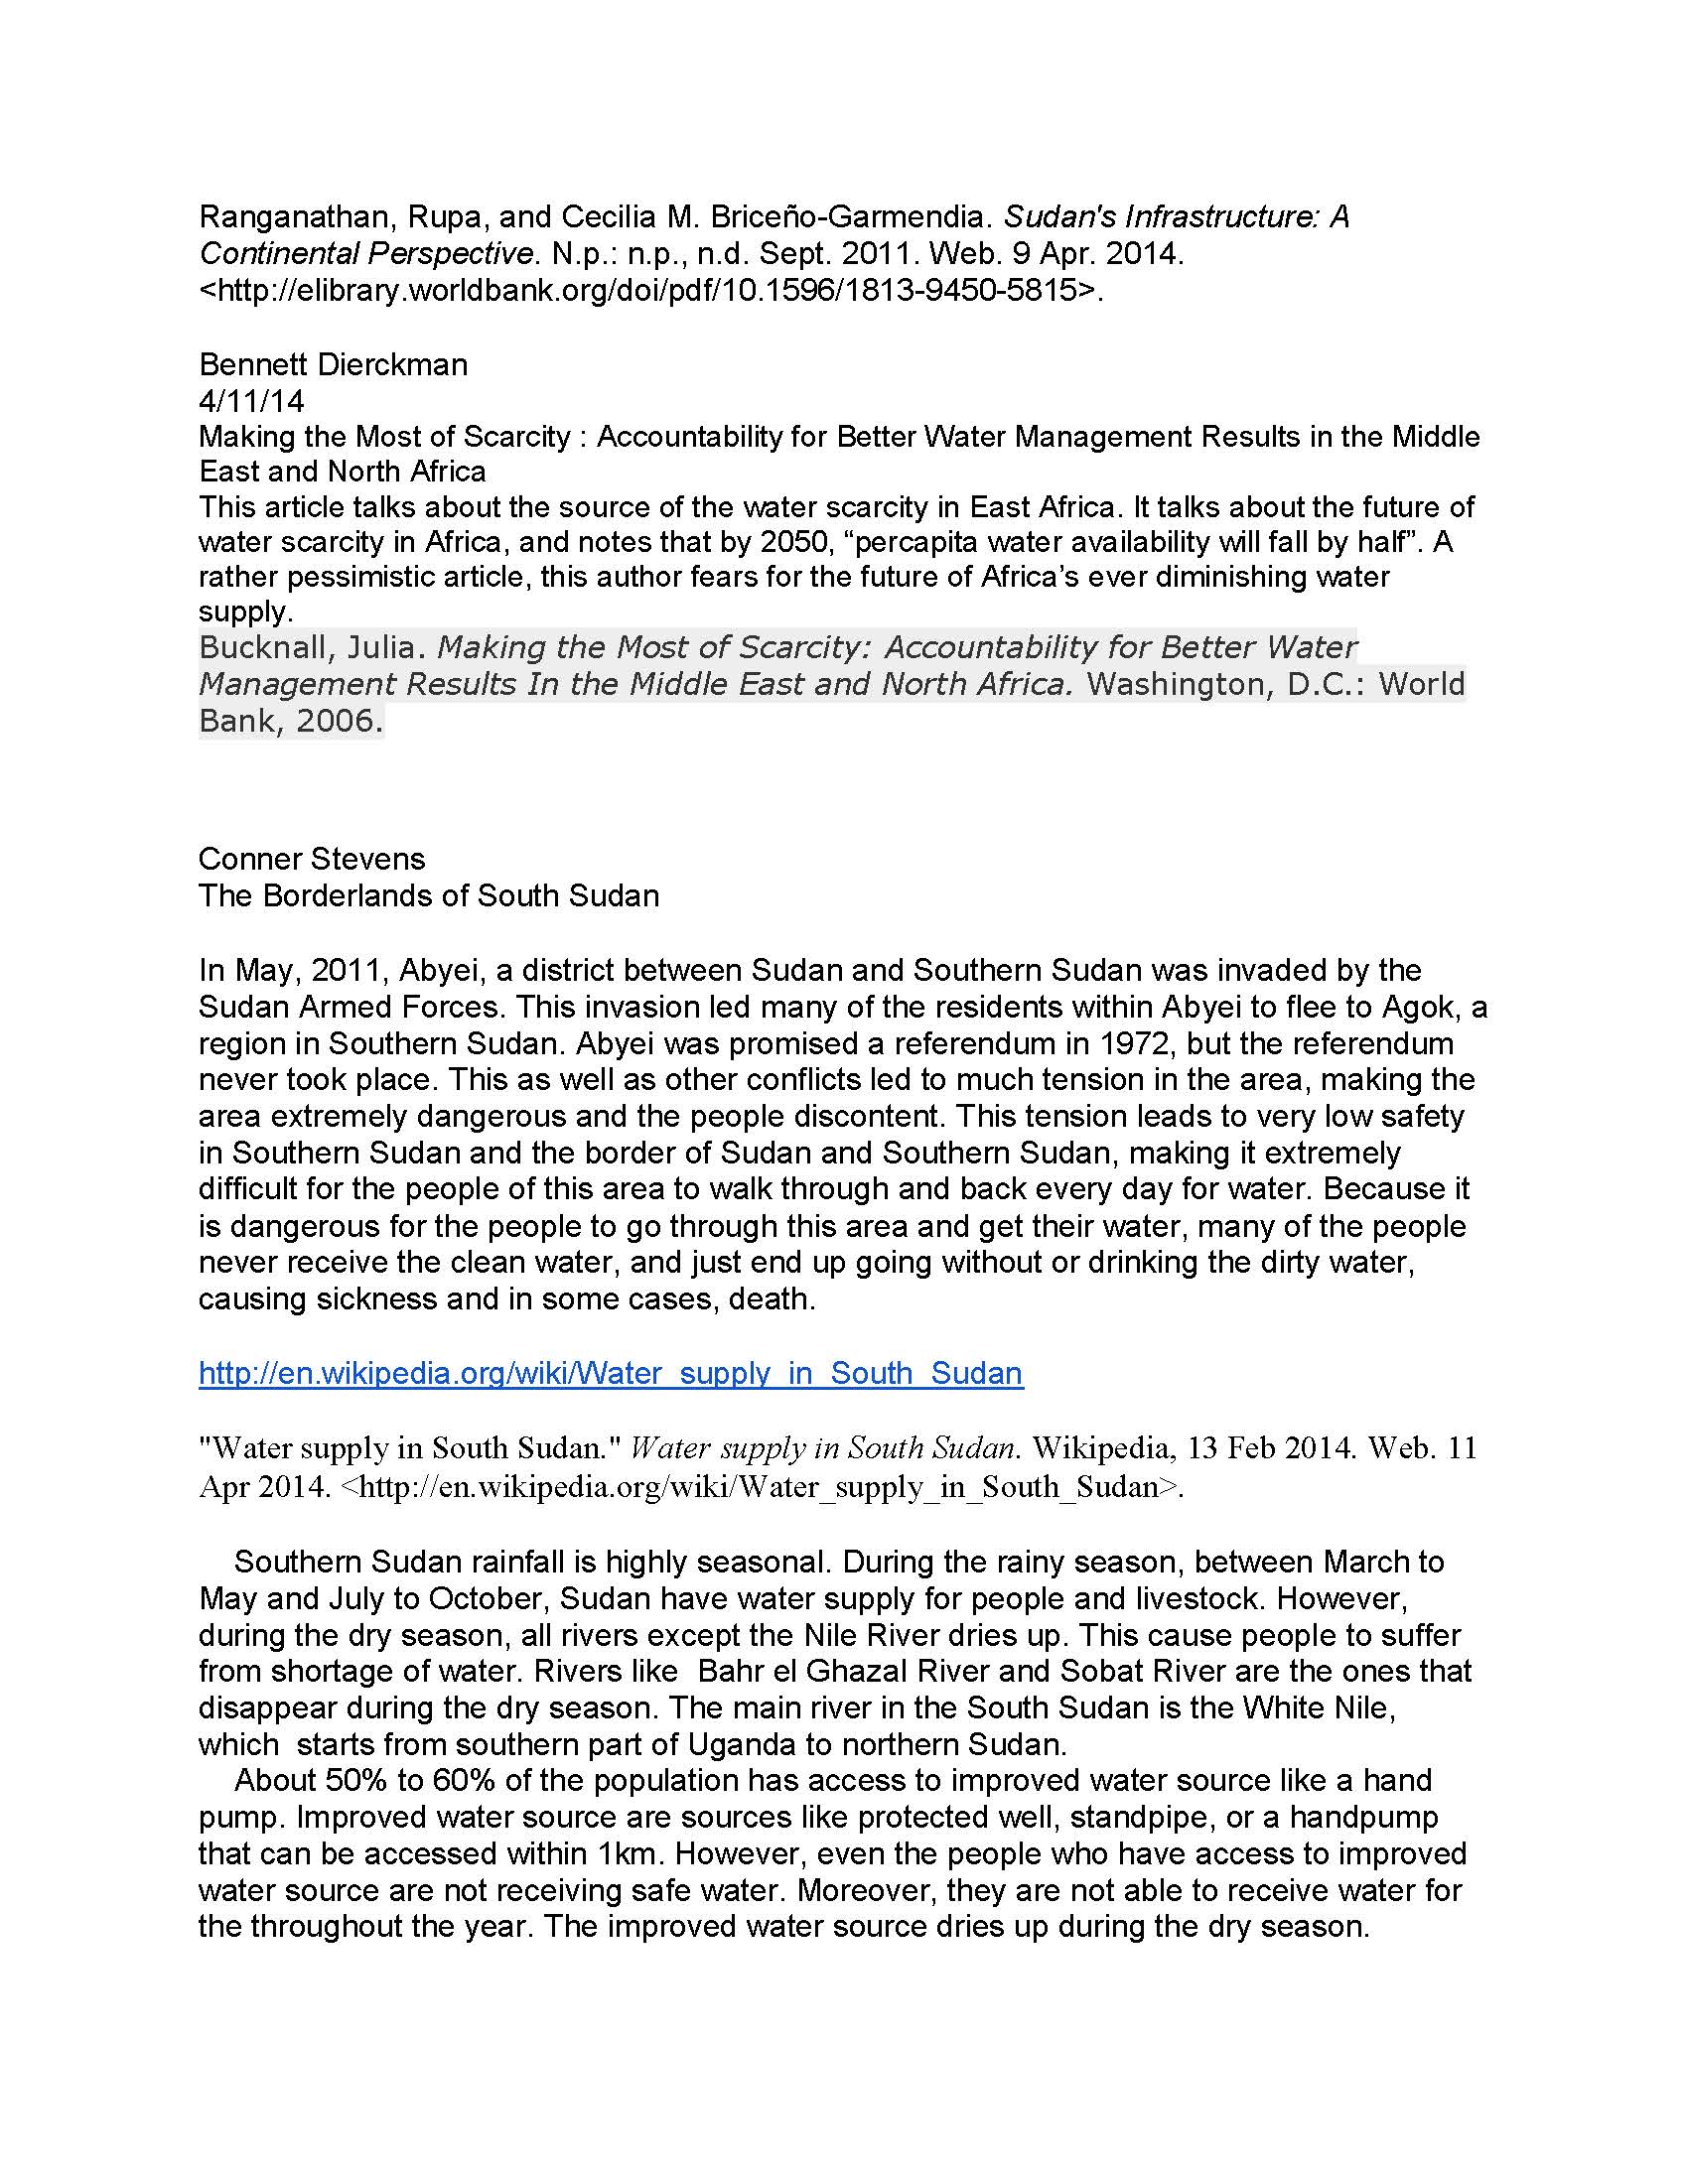 Ranganathan, Rupa, and Cecilia M. Briceño-Garmendia. Sudan's Infrastructure: A
Continental Perspective. N.p.: n.p., n.d. Sept. 2011. Web. 9 Apr. 2014.
<http://elibrary.worldbank.org/doi/pdf/10.1596/1813-9450-5815>.
Bennett Dierckman
4/11/14
Making the Most of Scarcity : Accountability for Better Water Management Results in the Middle
East and North Africa
This article talks about the source of the water scarcity in East Africa. It talks about the future of
water scarcity in Africa, and notes that by 2050, “percapita water availability will fall by half”. A
rather pessimistic article, this author fears for the future of Africa’s ever diminishing water
supply.
Bucknall, Julia. Making the Most of Scarcity: Accountability for Better Water
Management Results In the Middle East and North Africa. Washington, D.C.: World
Bank, 2006.
Conner Stevens
The Borderlands of South Sudan
In May, 2011, Abyei, a district between Sudan and Southern Sudan was invaded by the
Sudan Armed Forces. This invasion led many of the residents within Abyei to flee to Agok, a
region in Southern Sudan. Abyei was promised a referendum in 1972, but the referendum
never took place. This as well as other conflicts led to much tension in the area, making the
area extremely dangerous and the people discontent. This tension leads to very low safety
in Southern Sudan and the border of Sudan and Southern Sudan, making it extremely
difficult for the people of this area to walk through and back every day for water. Because it
is dangerous for the people to go through this area and get their water, many of the people
never receive the clean water, and just end up going without or drinking the dirty water,
causing sickness and in some cases, death.
http://en.wikipedia.org/wiki/Water_supply_in_South_Sudan
"Water supply in South Sudan." Water supply in South Sudan. Wikipedia, 13 Feb 2014. Web. 11
Apr 2014. <http://en.wikipedia.org/wiki/Water_supply_in_South_Sudan>.
Southern Sudan rainfall is highly seasonal. During the rainy season, between March to
May and July to October, Sudan have water supply for people and livestock. However,
during the dry season, all rivers except the Nile River dries up. This cause people to suffer
from shortage of water. Rivers like  Bahr el Ghazal River and Sobat River are the ones that
disappear during the dry season. The main river in the South Sudan is the White Nile,
which  starts from southern part of Uganda to northern Sudan.
About 50% to 60% of the population has access to improved water source like a hand
pump. Improved water source are sources like protected well, standpipe, or a handpump
that can be accessed within 1km. However, even the people who have access to improved
water source are not receiving safe water. Moreover, they are not able to receive water for
the throughout the year. The improved water source dries up during the dry season.